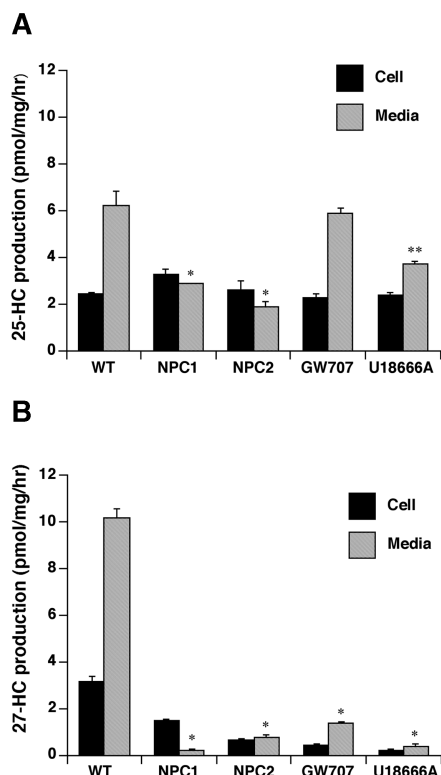 A
25-HC production (pmol/mg/hr)
12
10
8
6
4
2
0
Cell
Media
*
*
**
WT NPC1 NPC2 GW707 U18666A
B
27-HC production (pmol/mg/hr)
12
10
8
6
4
2
0
Cell
Media
*
*
*
*
WT NPC1 NPC2 GW707 U18666A